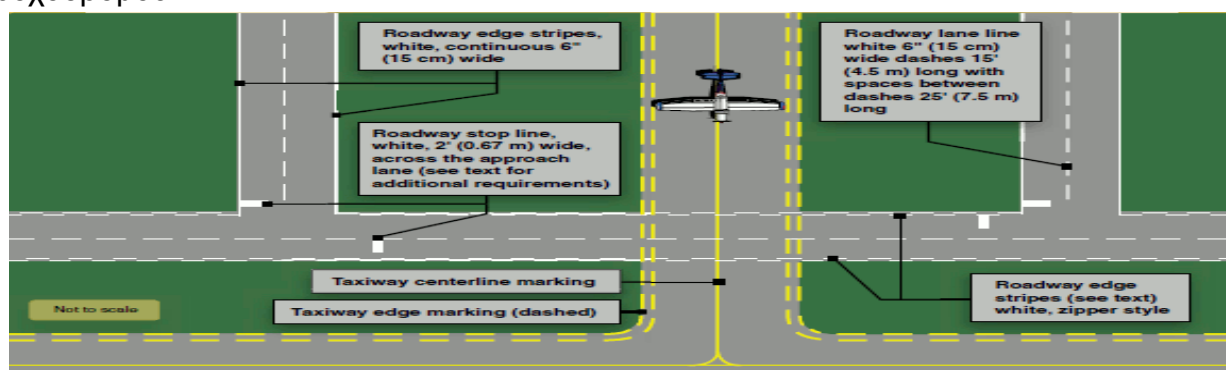 Roadway edge stripes,
white, continuous 6"
(15 cm) wide
Roadway lane line
white 6" (15 cm)
wide dashes 15'
(4.5 m) long with
spaces between
dashes 25' (7.5 m)
long
Roadway stop line,
white, 2' (0.67 m) wide,
across the approach
lane (see text for
additional requirements)
Taxiway centerline marking
Taxiway edge marking (dashed)
Roadway edge
stripes (see text)
white, zipper style
Not to scale